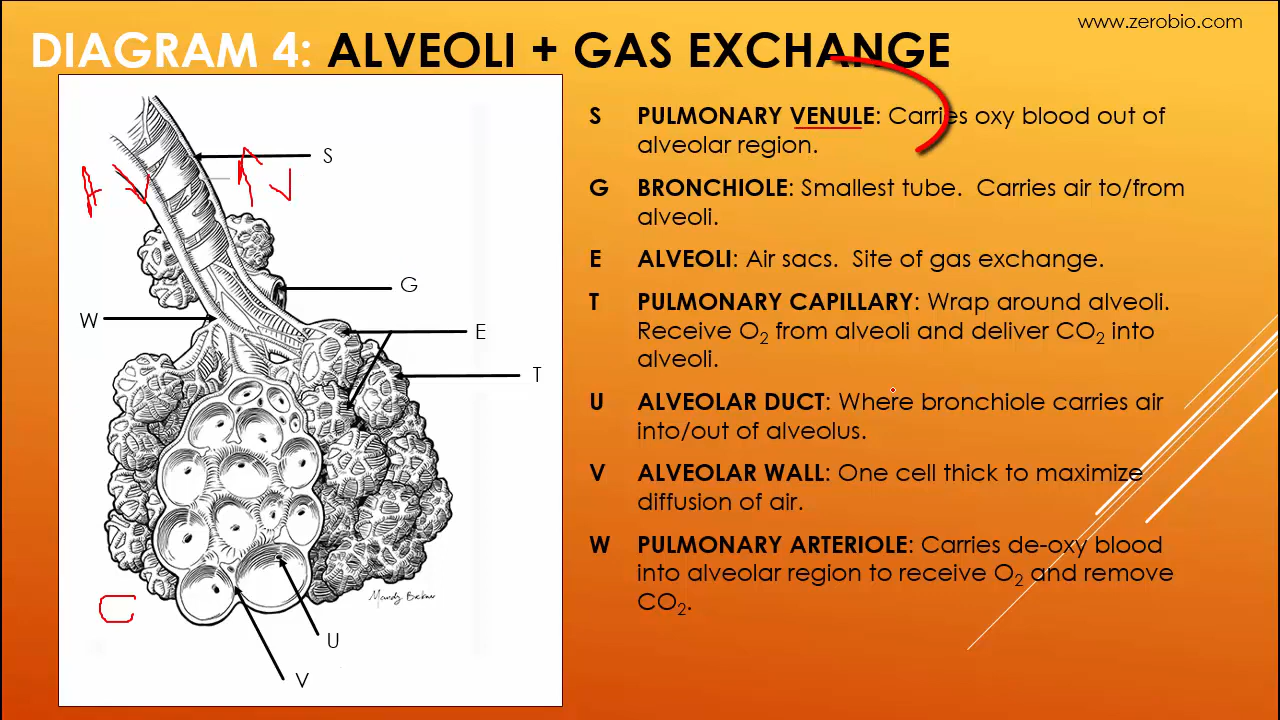 www.zerobio.com
DIAGRAM 4: ALVEOLI + GAS EXCHANGE
S PULMONARY VENULE: Carries oxy blood out of
alveolar region.
G BRONCHIOLE: Smallest tube. Carries air to/from
alveoli.
E ALVEOLI: Air sacs. Site of gas exchange.
T PULMONARY CAPILLARY: Wrap around alveoli.
Receive O2 from alveoli and deliver CO2 into
alveoli.
U ALVEOLAR DUCT: Where bronchiole carries air
into/out of alveolus.
V ALVEOLAR WALL: One cell thick to maximize
diffusion of air.
W PULMONARY ARTERIOLE: Carries de-oxy blood
into alveolar region to receive O2 and remove
CO2.
S
A V A V
G
W
E
T
C
U
V